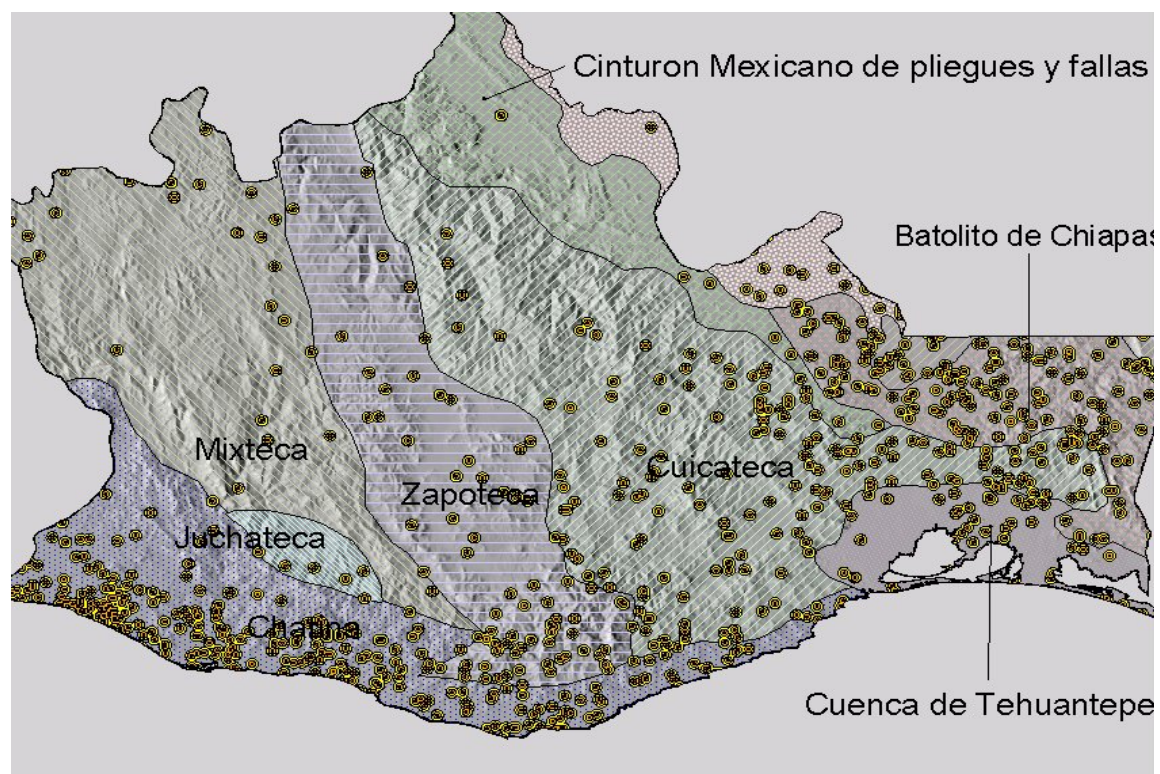 Cinturon Mexicano de pliegues y fallas
Batolito de Chiapas
Mixteca
Cuicateca
Zapoteca
Juchateca
Chatina
Cuenca de Tehuantepe